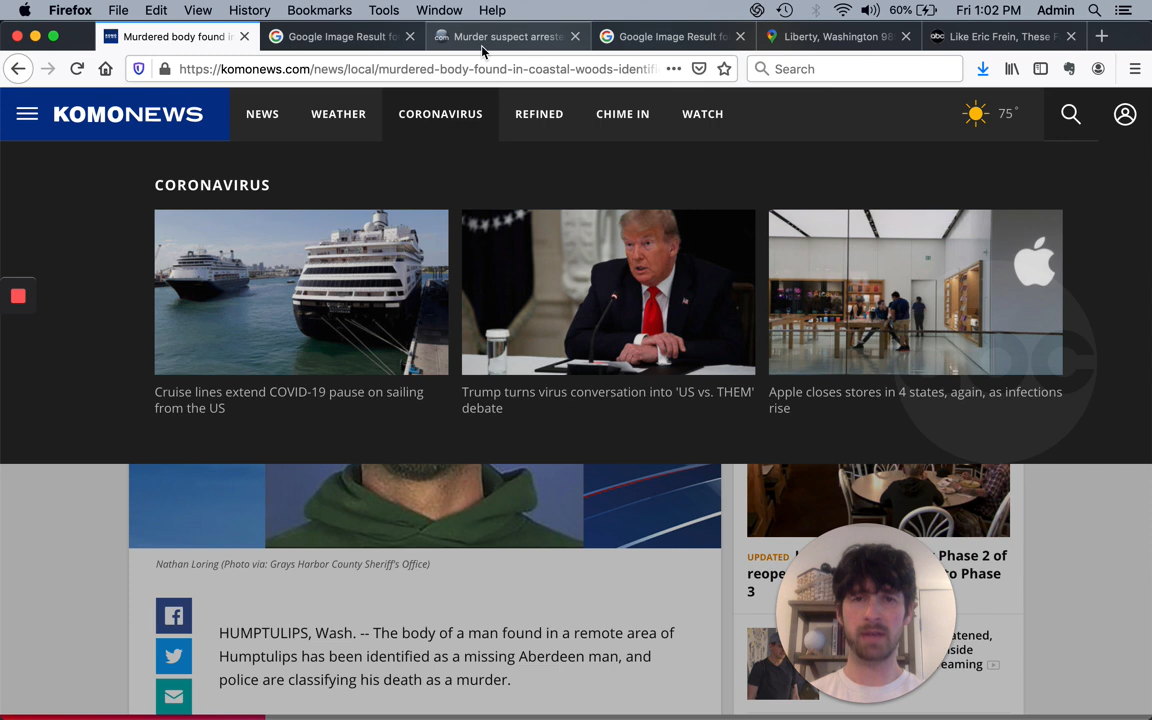 Firefox File Edit View History Bookmarks Tools Window Help 60% Fri 1:02 PM Admin
Murdered body found in Google Image Result fo Murder suspect arreste Google Image Result fo Liberty, Washington 98 Like Eric Frein, These F
https://komonews.com/news/local/murdered-body-found-in-coastal-woods-identifi Search
KOMONEWS NEWS WEATHER CORONAVIRUS REFINED CHIME IN WATCH 75°
CORONAVIRUS
Cruise lines extend COVID-19 pause on sailing
from the US
Trump turns virus conversation into 'US vs. THEM'
debate
Apple closes stores in 4 states, again, as infections
rise
Nathan Loring (Photo via: Grays Harbor County Sheriff's Office)
HUMPTULIPS, Wash. -- The body of a man found in a remote area of
Humptulips has been identified as a missing Aberdeen man, and
police are classifying his death as a murder.
UPDATED Phase 2 of
reope to Phase
3
atened,
side
eaming